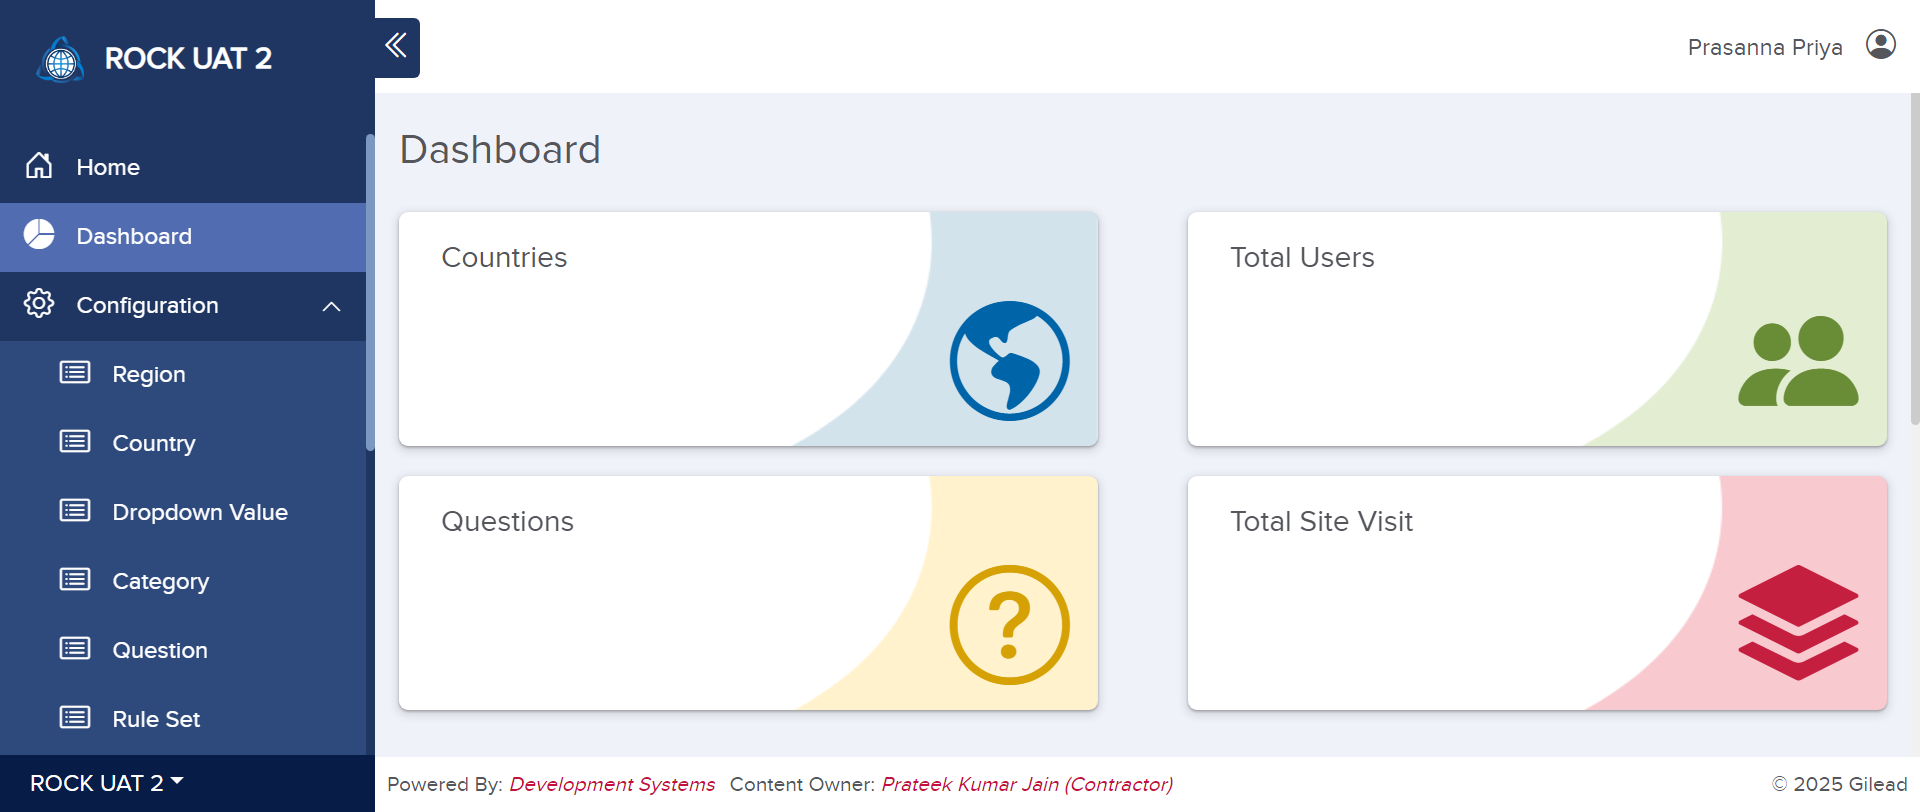 ROCK UAT 2
Prasanna Priya
Home
Dashboard
Configuration
Region
Country
Dropdown Value
Category
Question
Rule Set
ROCK UAT 2
Dashboard
Countries
Total Users
Questions
Total Site Visit
Powered By: Development Systems Content Owner: Prateek Kumar Jain (Contractor)
© 2025 Gilead